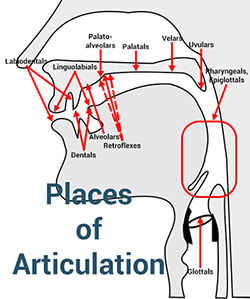 Palato-
alveolars
Palatals
Velars
Uvulars
Labiodentals
Linguolabials
Pharyngeals,
Epiglottals
Alveolars
Retroflexes
Dentals
Places
of
Articulation
Glottals